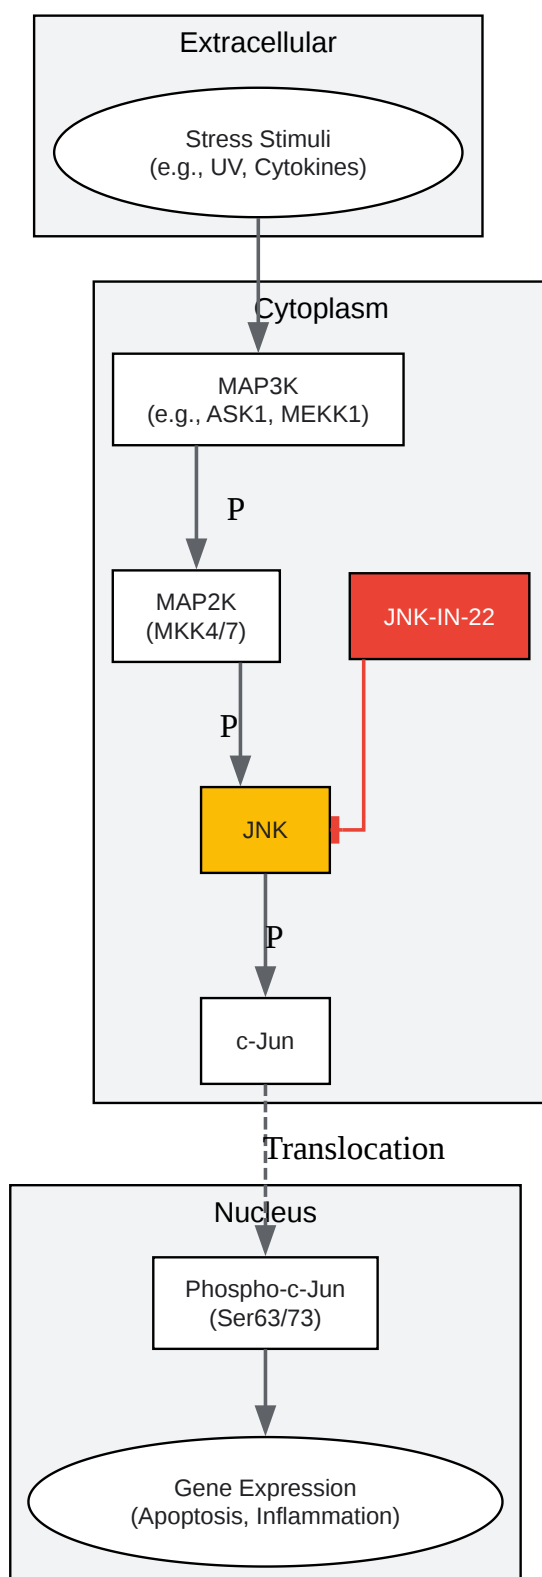 Extracellular
Stress Stimuli
(e.g., UV, Cytokines)
Cytoplasm
MAP3K
(e.g., ASK1, MEKK1)
P
MAP2K
(MKK4/7)
JNK-IN-22
P
JNK
P
c-Jun
Translocation
Nucleus
Phospho-c-Jun
(Ser63/73)
Gene Expression
(Apoptosis, Inflammation)